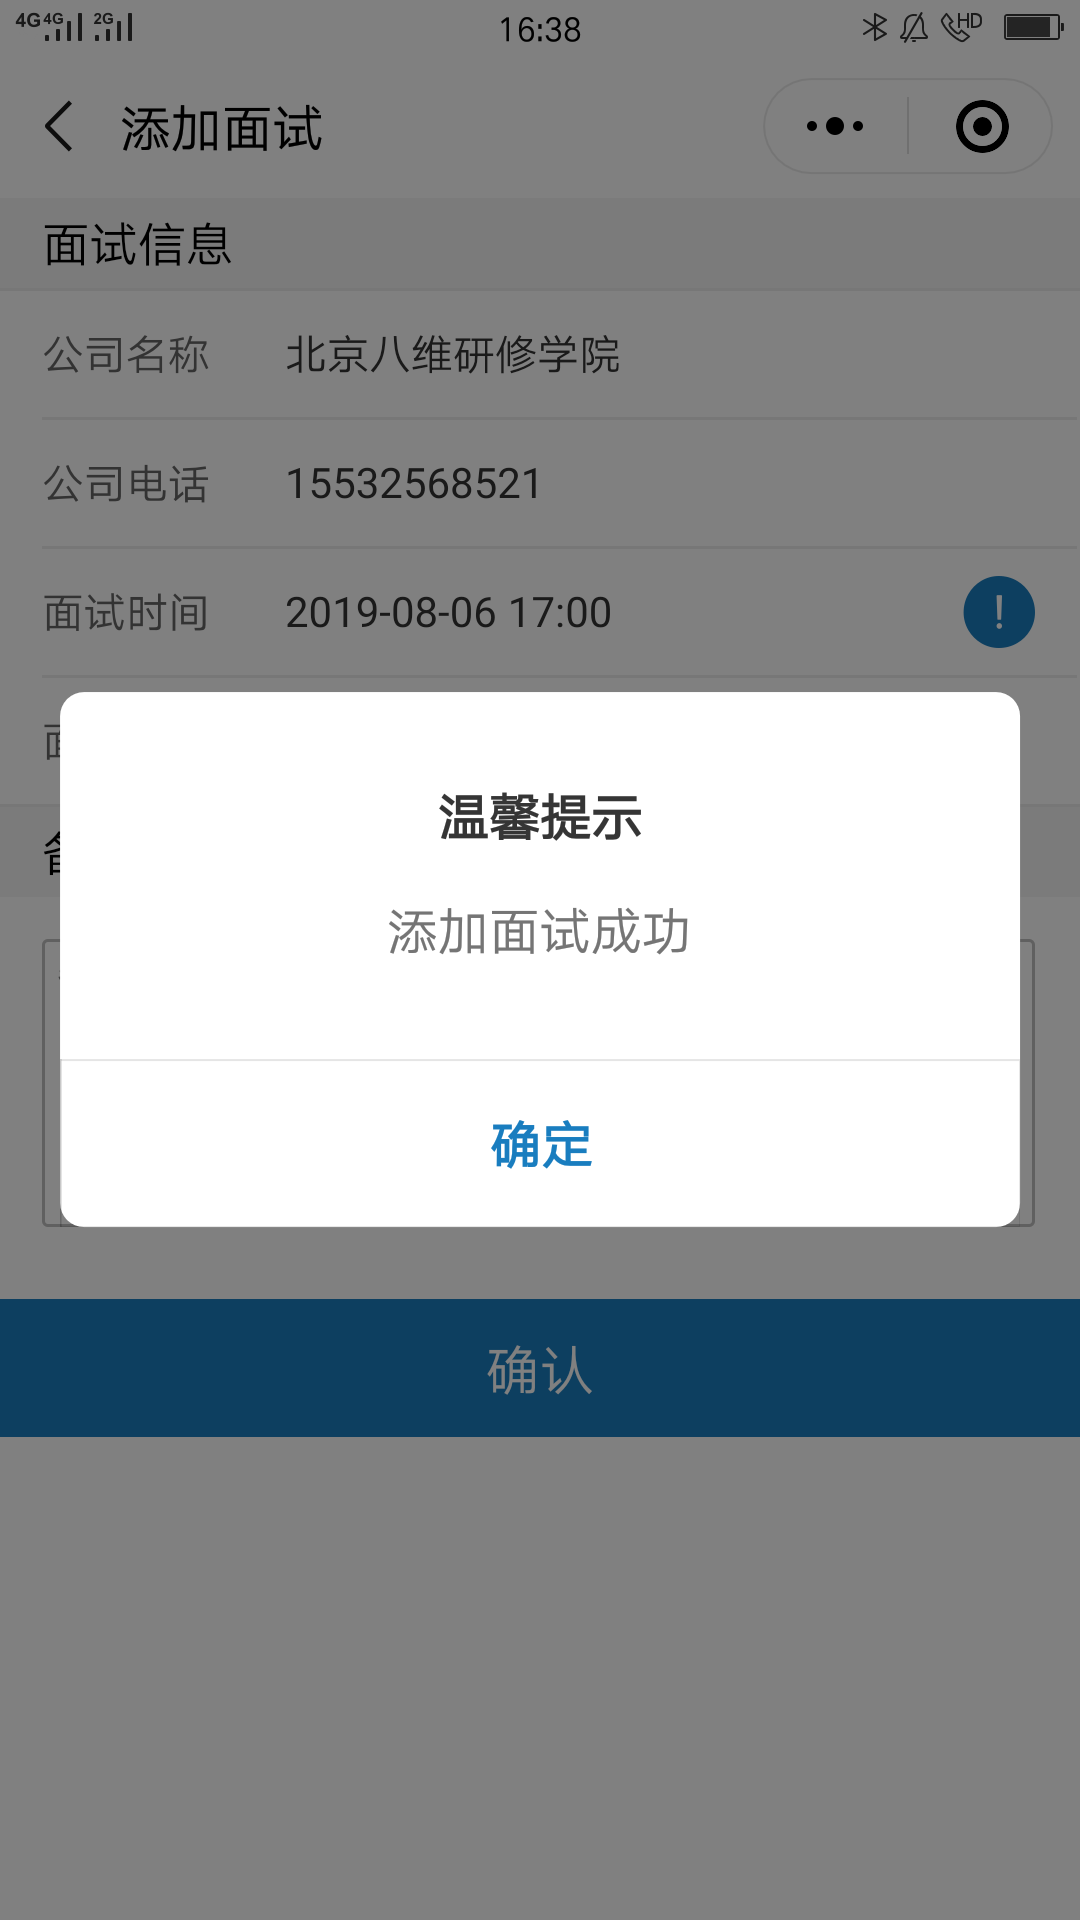 4G 4G 2G 16:38 HD
添加面试
面试信息
公司名称 北京八维研修学院
公司电话 15532568521
面试时间 2019-08-06 17:00 !
温馨提示
添加面试成功
确定
确认